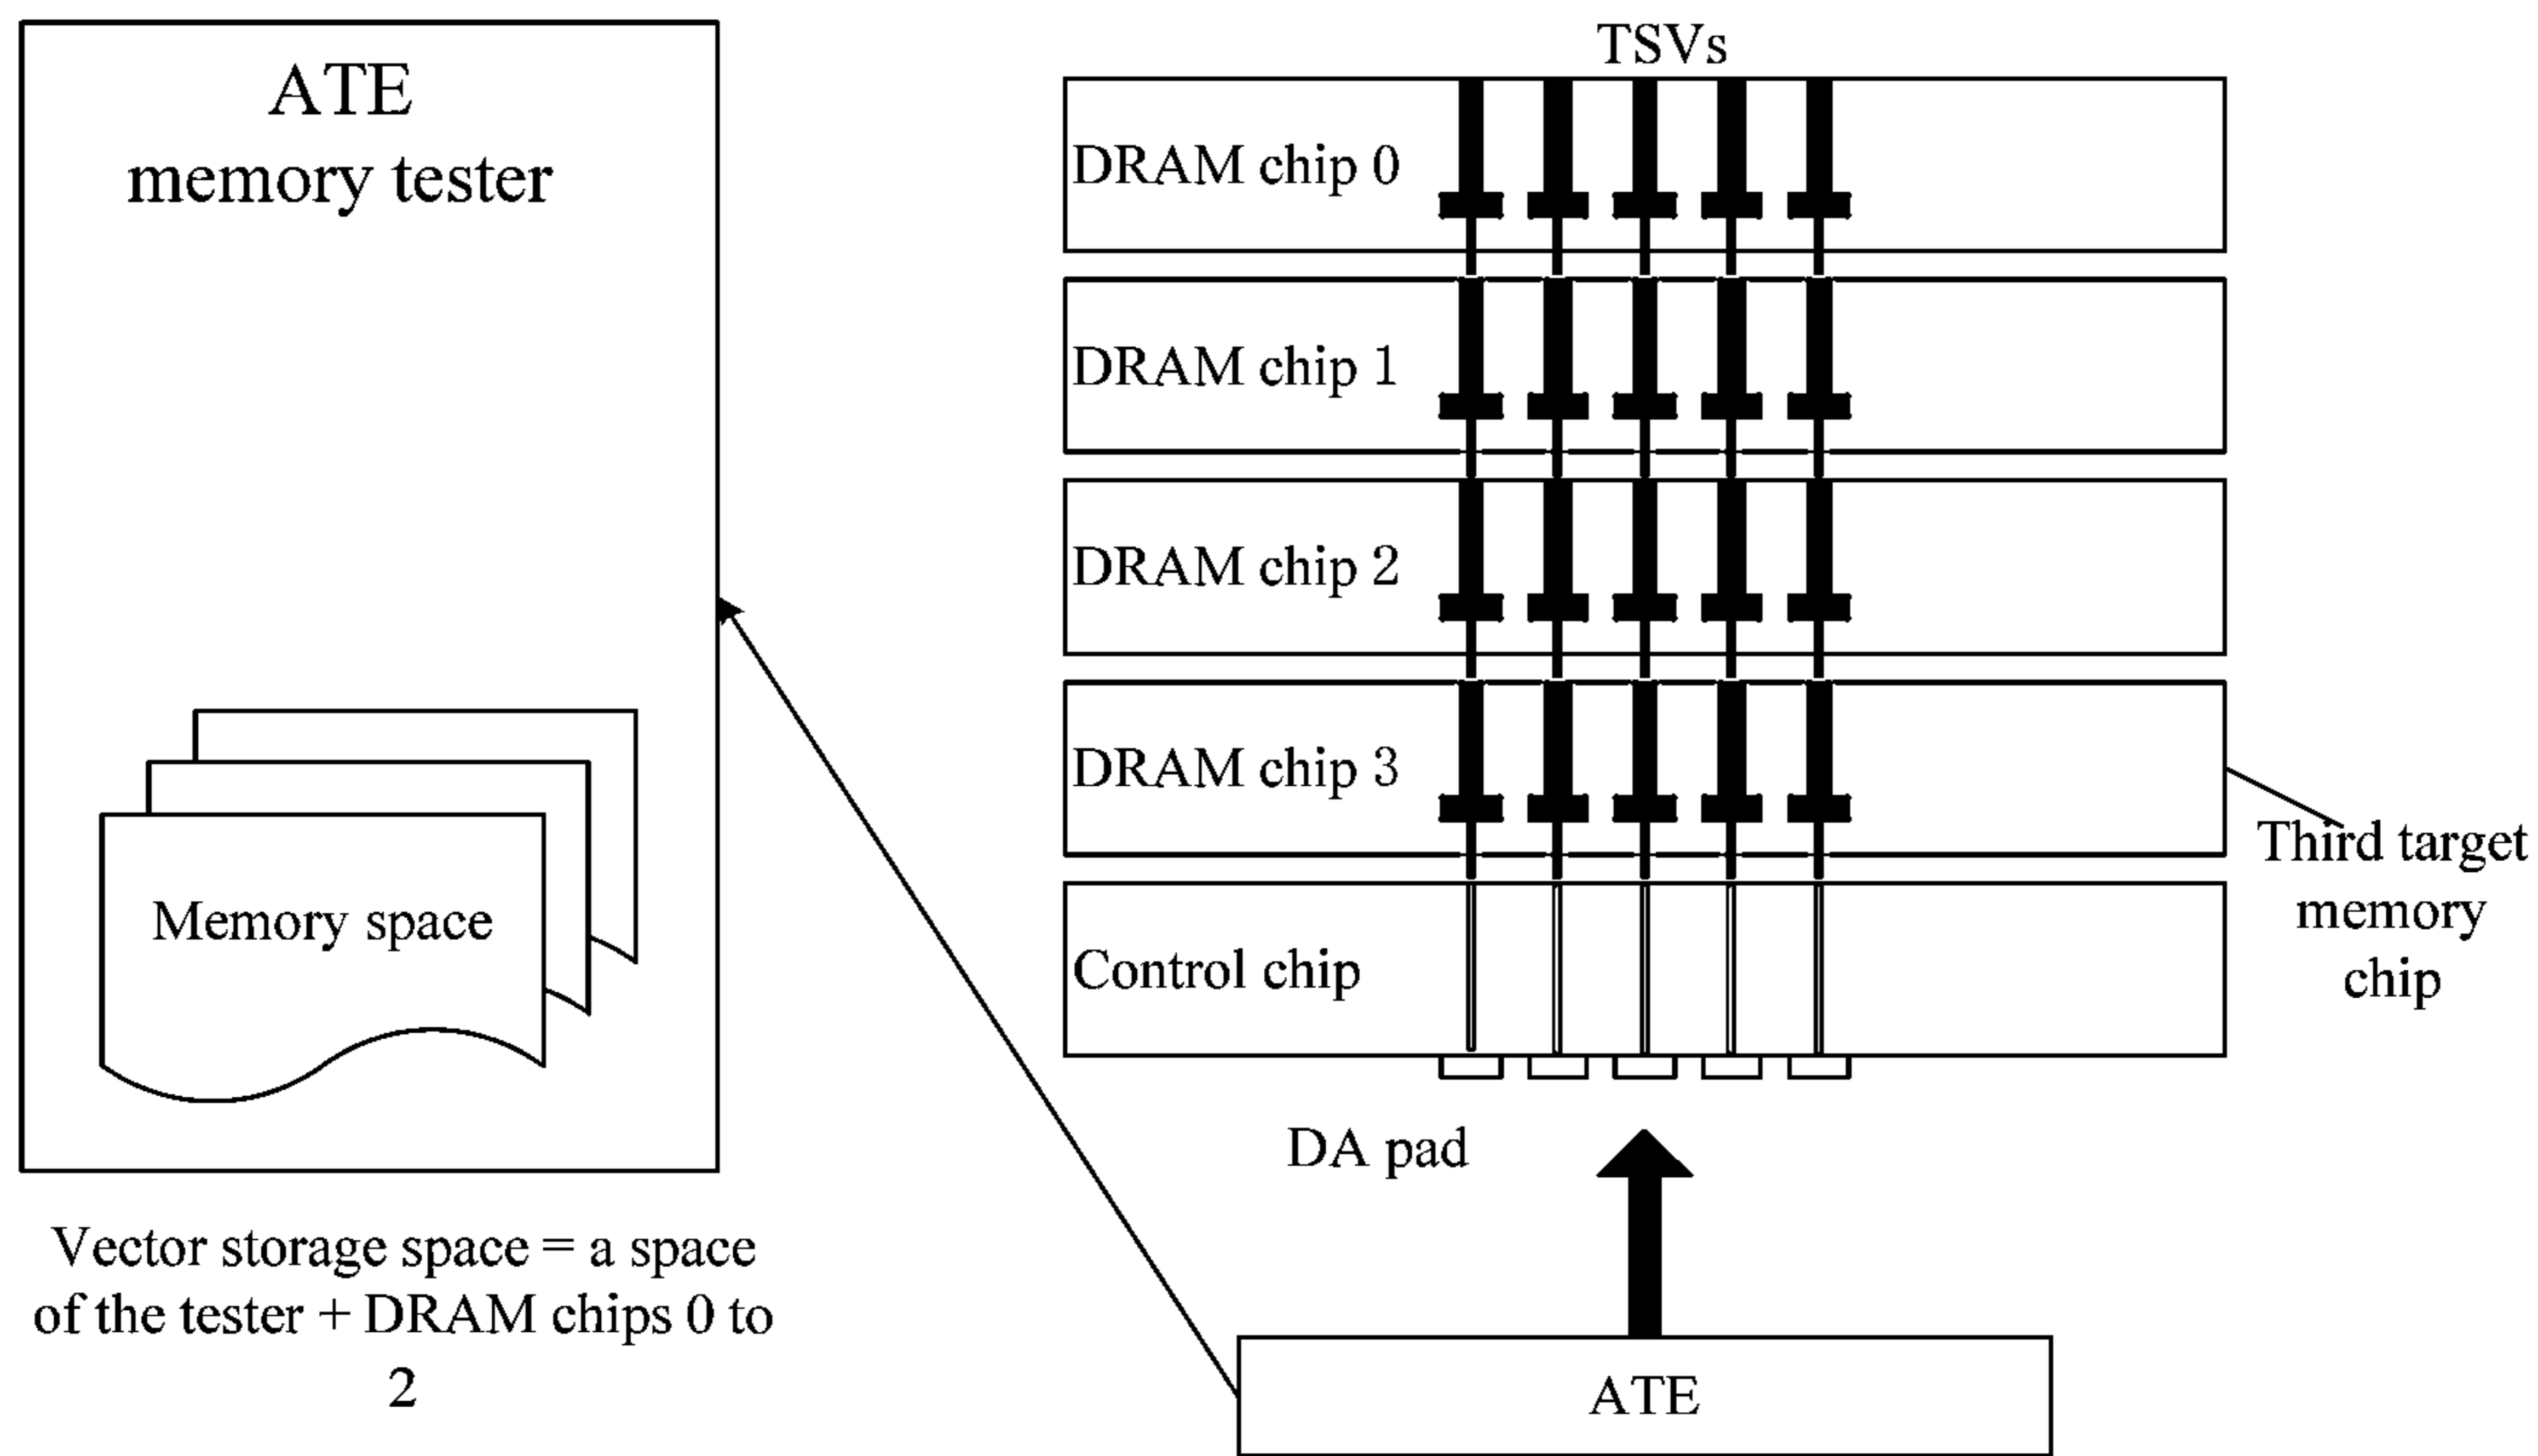 ATE
memory tester
Memory space
Vector storage space = a space
of the tester + DRAM chips 0 to
2
TSVs
DRAM chip 0
DRAM chip 1
DRAM chip 2
DRAM chip 3
Control chip
Third target
memory
chip
DA pad
ATE